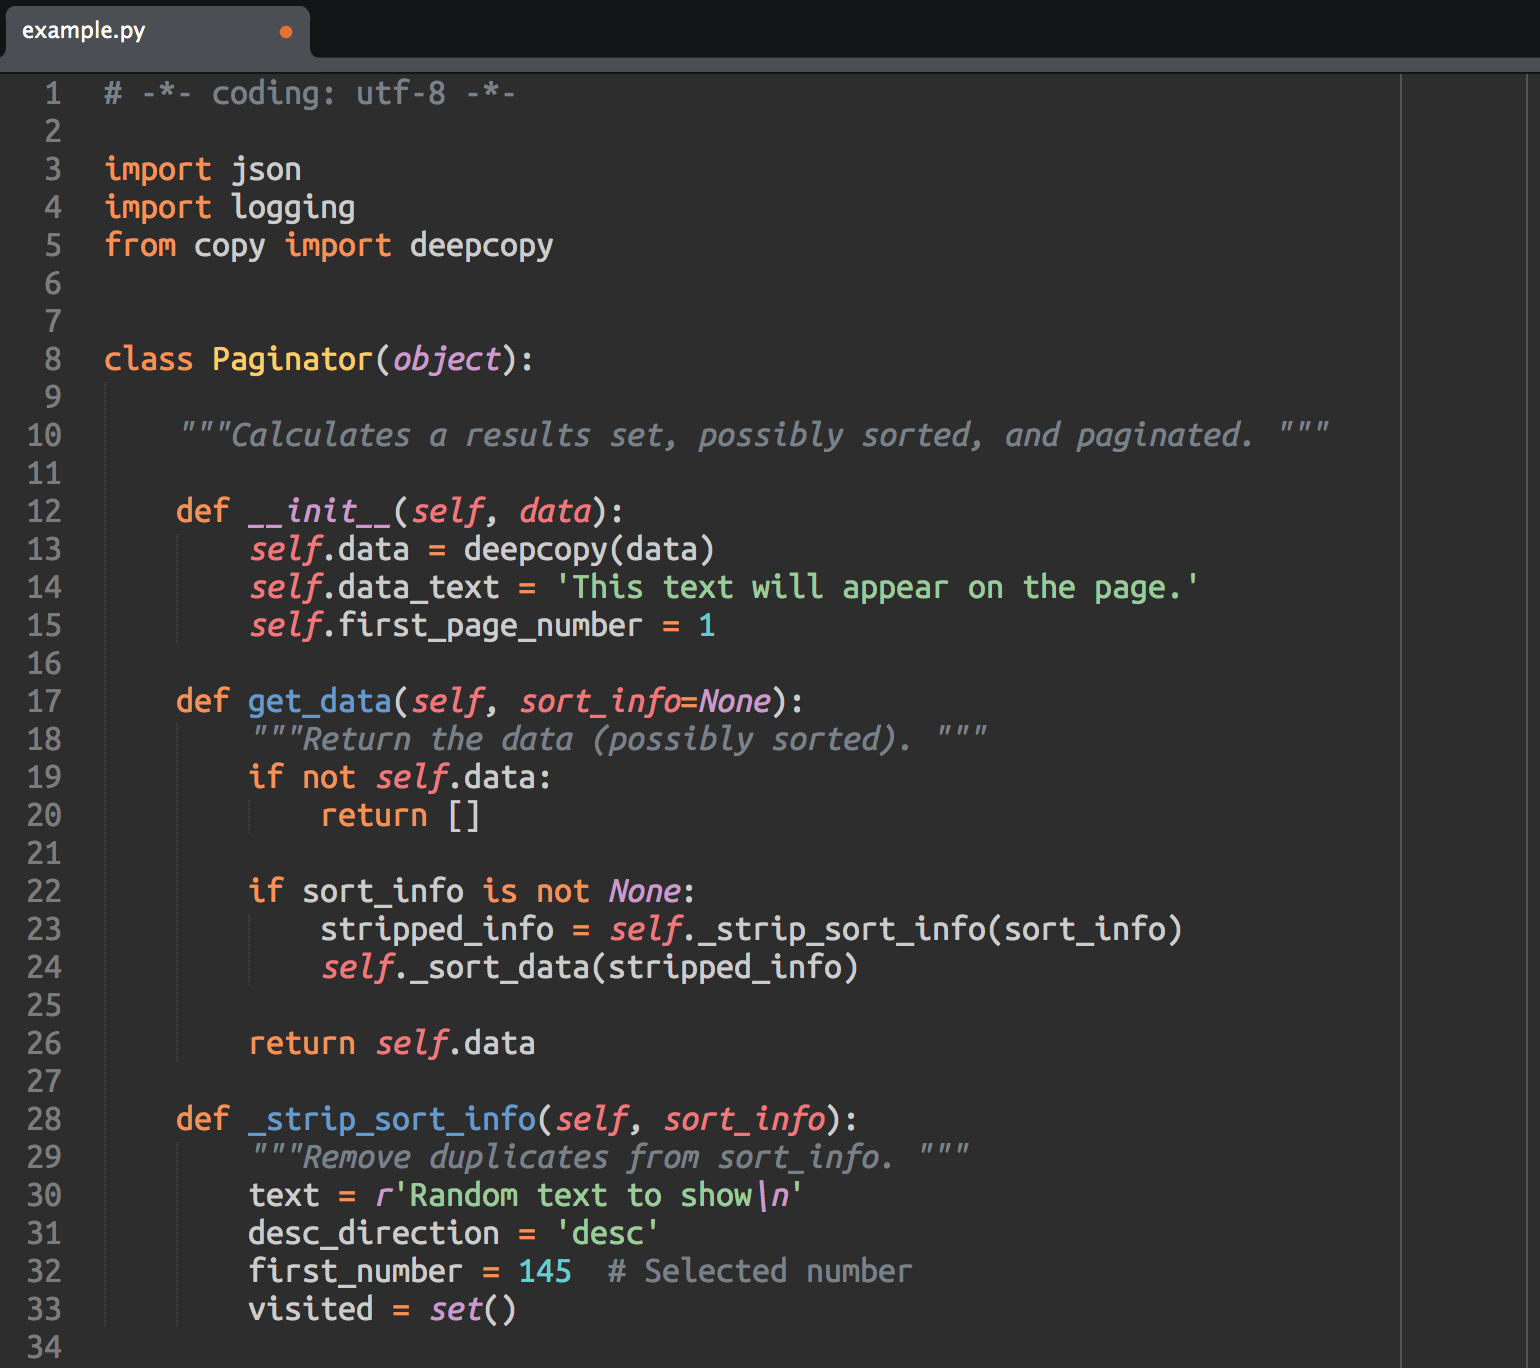 example.py
1 # -*- coding: utf-8 -*-
2
3 import json
4 import logging
5 from copy import deepcopy
6
7
8 class Paginator(object):
9
10     """Calculates a results set, possibly sorted, and paginated. """
11
12     def __init__(self, data):
13         self.data = deepcopy(data)
14         self.data_text = 'This text will appear on the page.'
15         self.first_page_number = 1
16
17     def get_data(self, sort_info=None):
18         """Return the data (possibly sorted). """
19         if not self.data:
20             return []
21
22         if sort_info is not None:
23             stripped_info = self._strip_sort_info(sort_info)
24             self._sort_data(stripped_info)
25
26         return self.data
27
28     def _strip_sort_info(self, sort_info):
29         """Remove duplicates from sort_info. """
30         text = r'Random text to show\n'
31         desc_direction = 'desc'
32         first_number = 145  # Selected number
33         visited = set()
34